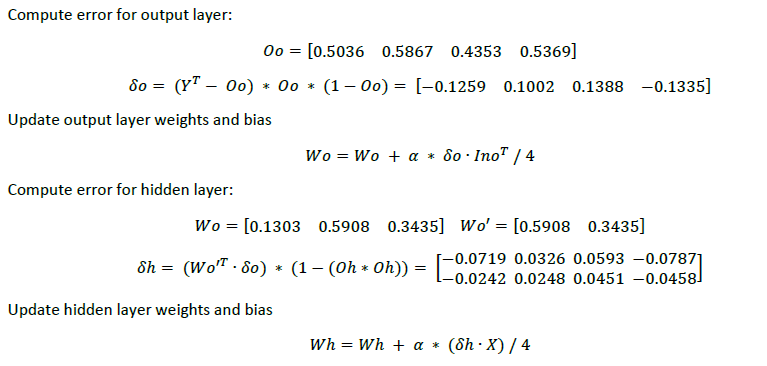 Compute error for output layer:
Oo = [0.5036 0.5867 0.4353 0.5369]
δo = (Yᵀ − Oo) * Oo * (1 − Oo) = [−0.1259 0.1002 0.1388 −0.1335]
Update output layer weights and bias
Wo = Wo + α * δo · Inoᵀ / 4
Compute error for hidden layer:
Wo = [0.1303 0.5908 0.3435] Wo′ = [0.5908 0.3435]
δh = (Wo′ᵀ · δo) * (1 − (Oh * Oh)) = [−0.0719 0.0326 0.0593 −0.0787
−0.0242 0.0248 0.0451 −0.0458]
Update hidden layer weights and bias
Wh = Wh + α * (δh · X) / 4